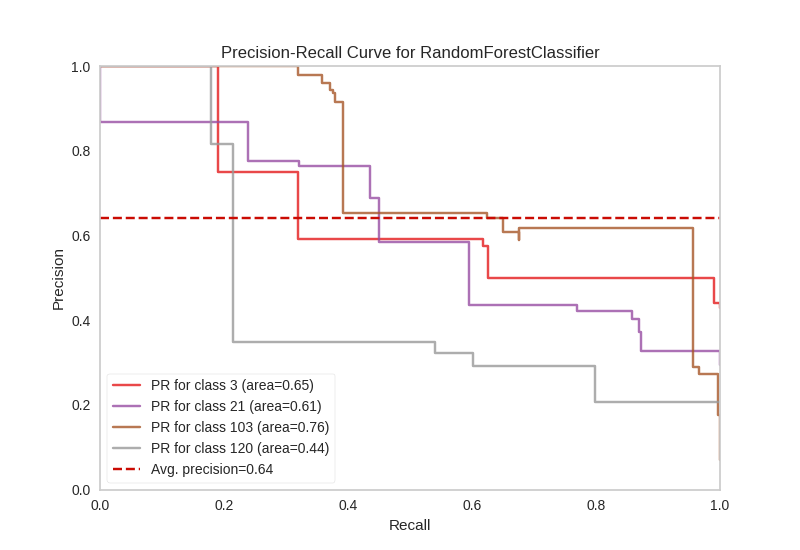 Precision-Recall Curve for RandomForestClassifier
1.0
0.8
0.6
0.4
0.2
0.0
Precision
PR for class 3 (area=0.65)
PR for class 21 (area=0.61)
PR for class 103 (area=0.76)
PR for class 120 (area=0.44)
Avg. precision=0.64
0.0 0.2 0.4 0.6 0.8 1.0
Recall